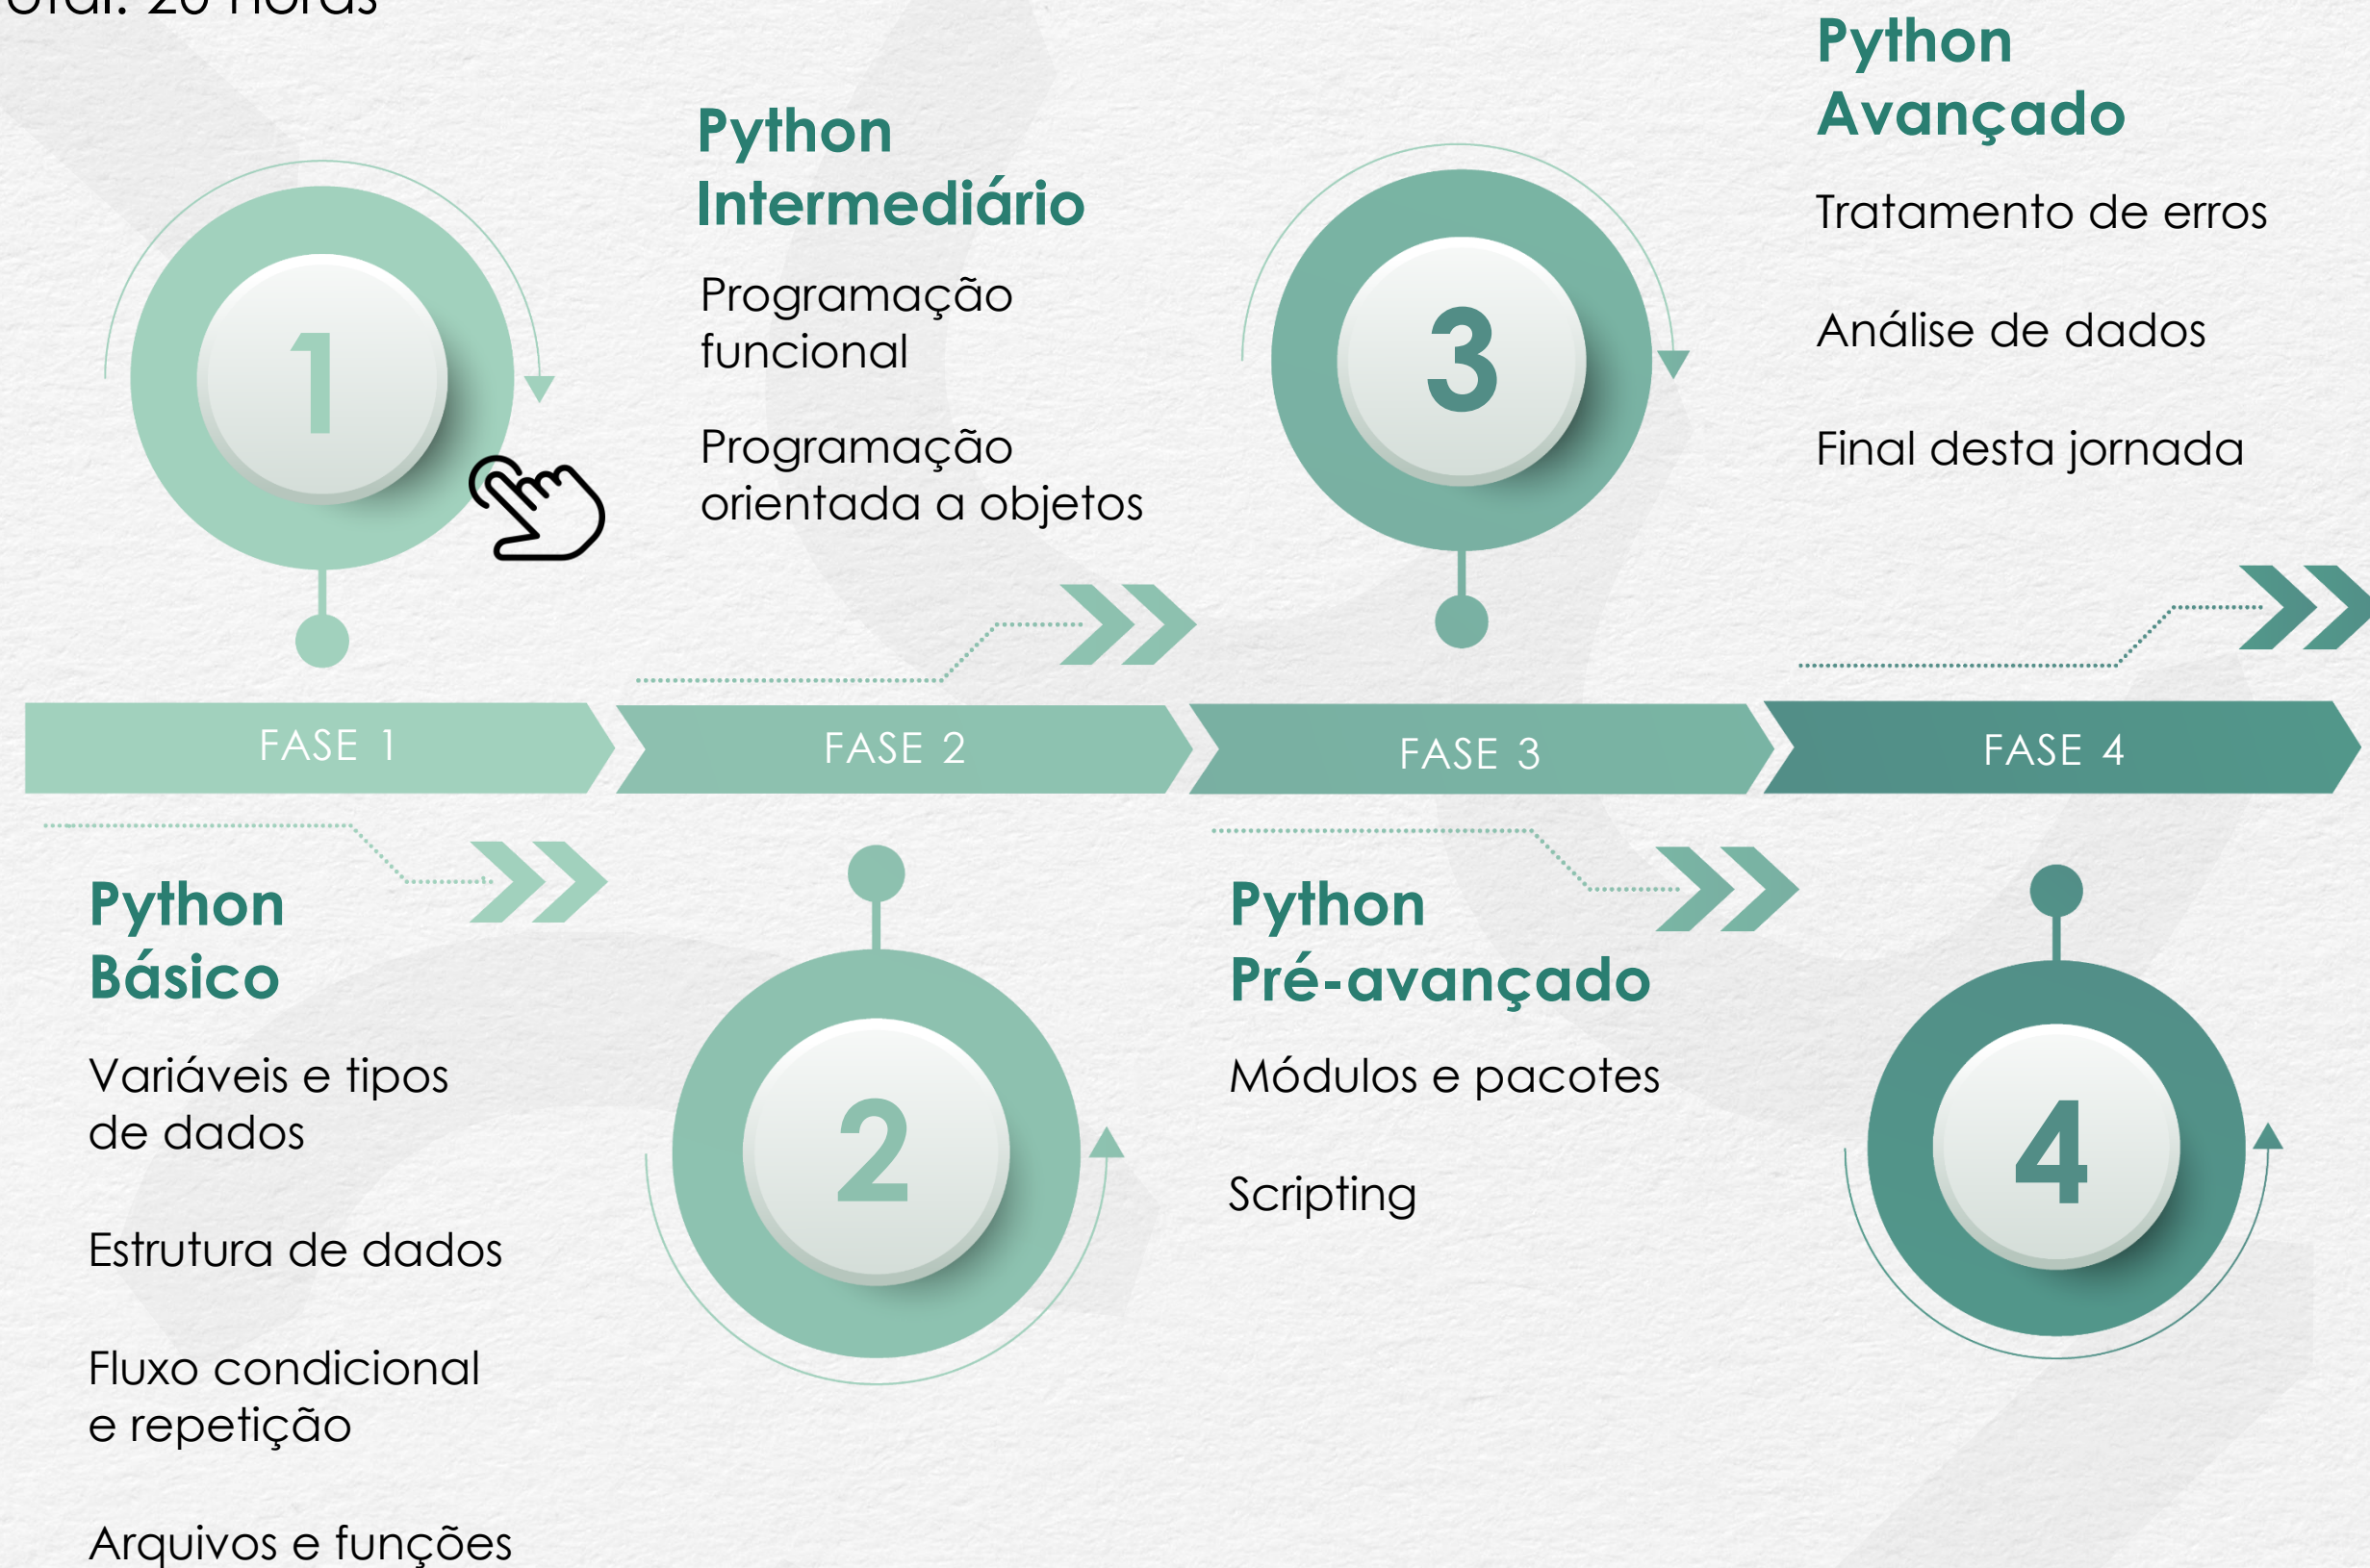 20 Horas
Python
Avançado
Tratamento de erros
Análise de dados
Final desta jornada
Python
Intermediário
Programação
funcional
Programação
orientada a objetos
1
3
FASE 1
FASE 2
FASE 3
FASE 4
Python
Básico
Variáveis e tipos
de dados
Estrutura de dados
Fluxo condicional
e repetição
Arquivos e funções
2
Python
Pré-avançado
Módulos e pacotes
Scripting
4